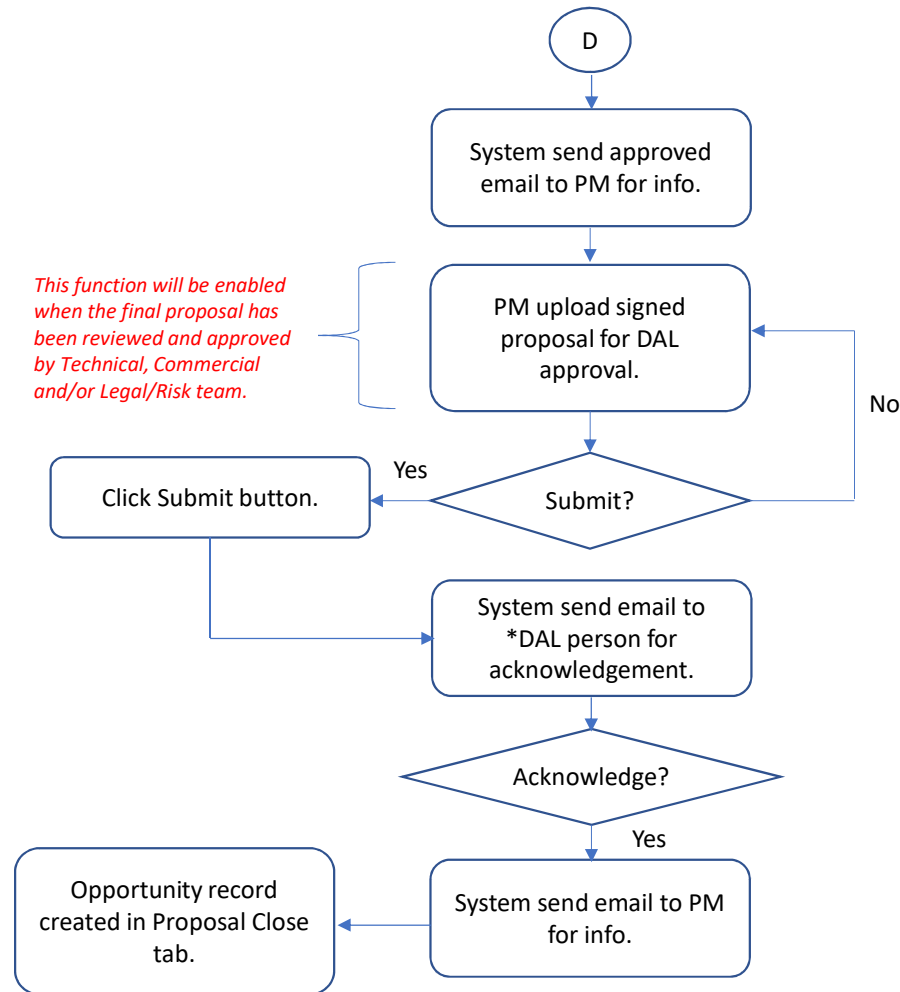 D
System send approved
email to PM for info.
This function will be enabled
when the final proposal has
been reviewed and approved
by Technical, Commercial
and/or Legal/Risk team.
PM upload signed
proposal for DAL
approval.
No
Yes
Submit?
Click Submit button.
System send email to
*DAL person for
acknowledgement.
Acknowledge?
Yes
System send email to PM
for info.
Opportunity record
created in Proposal Close
tab.